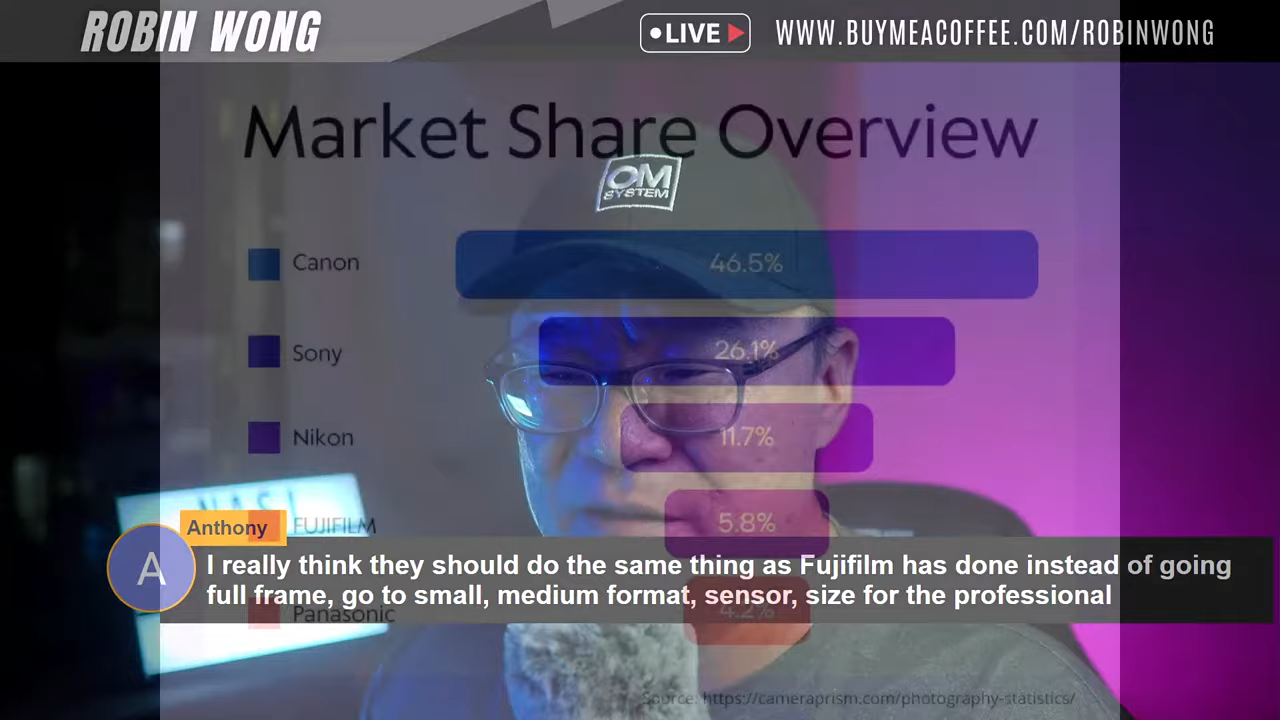 ROBIN WONG
LIVE
WWW.BUYMEACOFFEE.COM/ROBINWONG
Market Share Overview
OM
SYSTEM
Canon
46.5%
Sony
26.1%
Nikon
11.7%
NASI
FUJIFILM
5.8%
Anthony
A
I really think they should do the same thing as Fujifilm has done instead of going
full frame, go to small, medium format, sensor, size for the professional
Panasonic
4.2%
Source: https://cameraprism.com/photography-statistics/